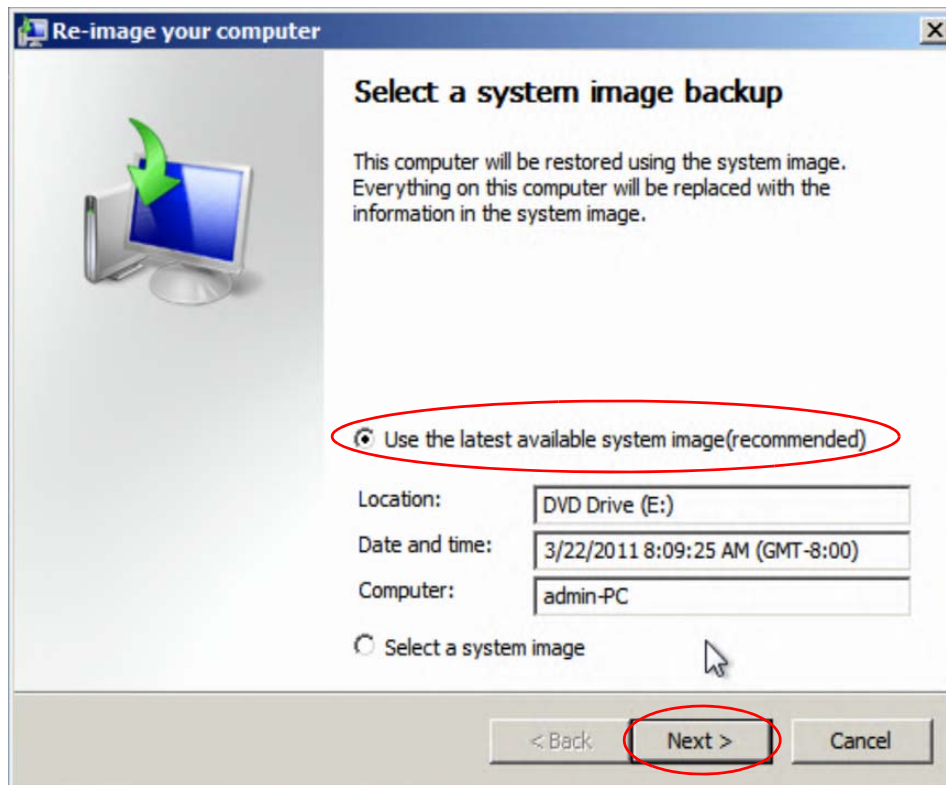 Re-image your computer
Select a system image backup
This computer will be restored using the system image.
Everything on this computer will be replaced with the
information in the system image.
Use the latest available system image(recommended)
Location: DVD Drive (E:)
Date and time: 3/22/2011 8:09:25 AM (GMT-8:00)
Computer: admin-PC
Select a system image
< Back Next > Cancel